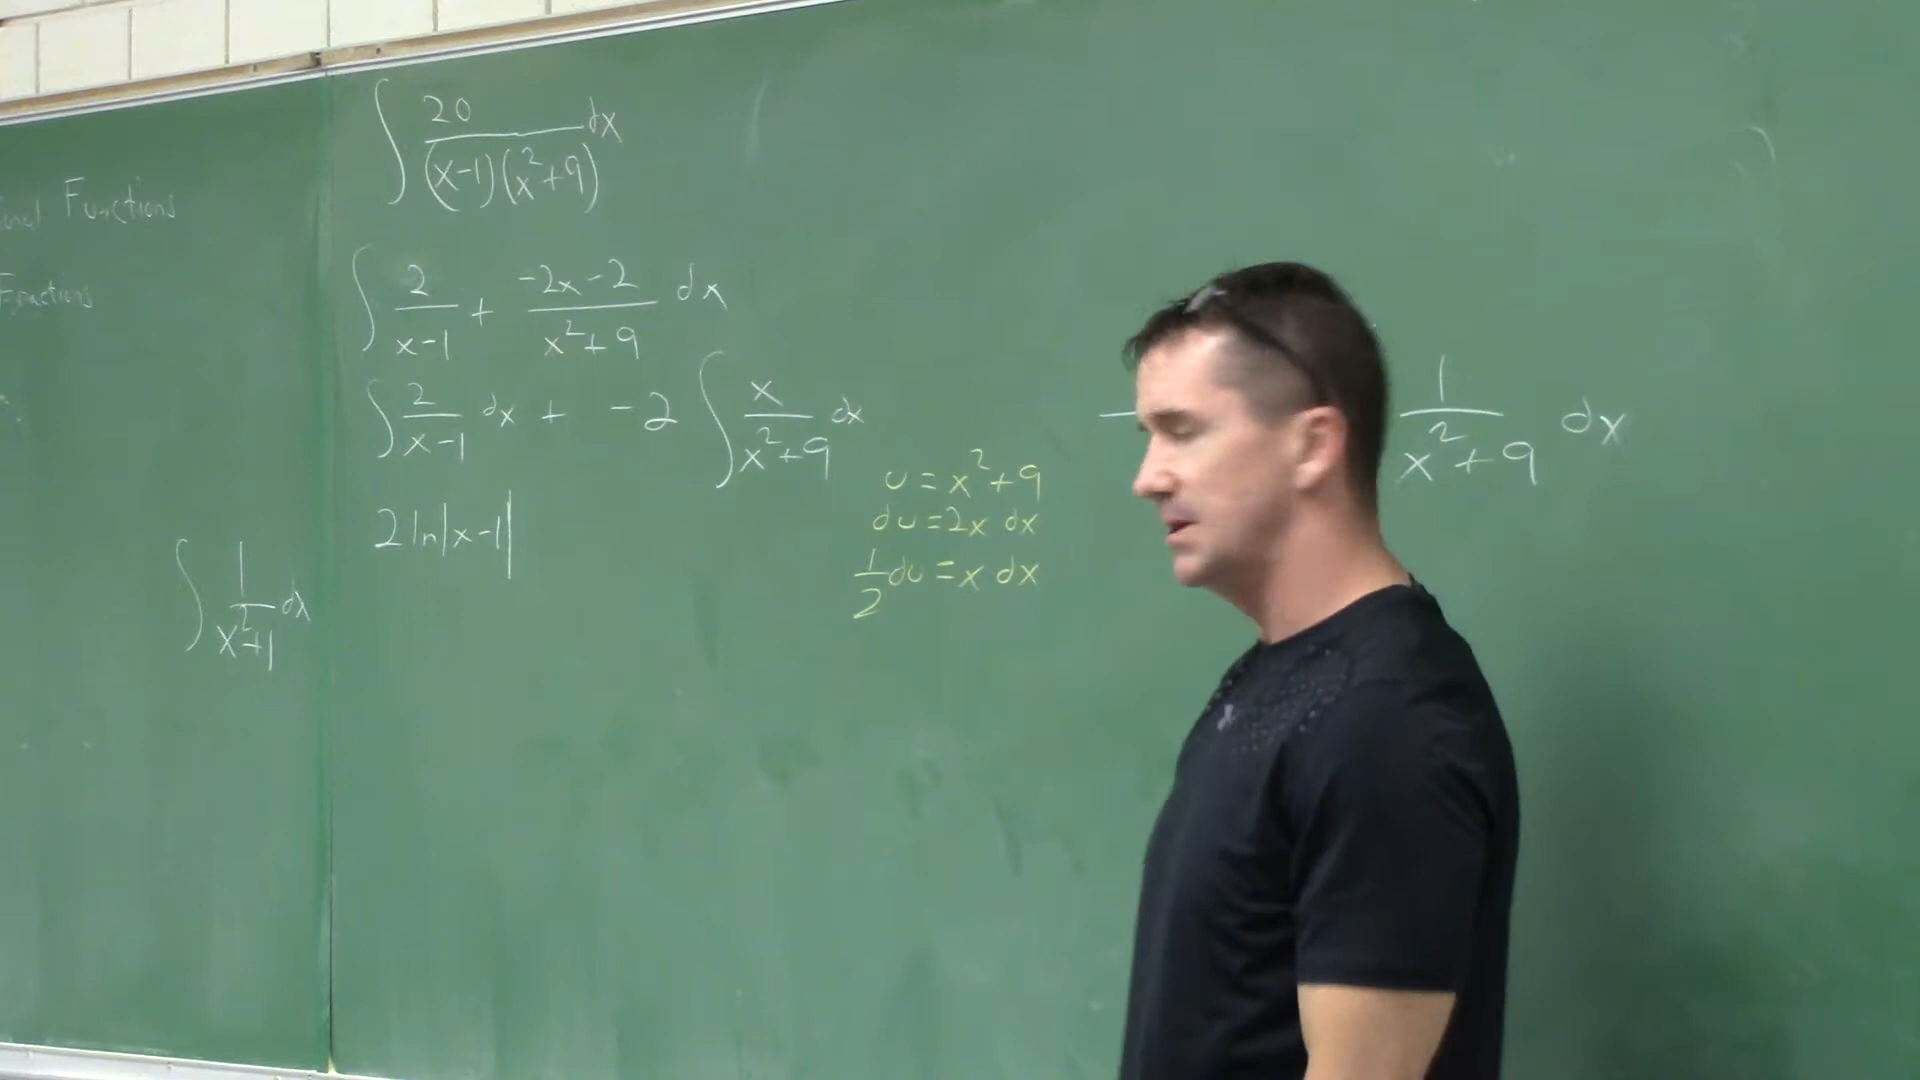 Functions
Fractions
∫ 20/((x-1)(x²+9)) dx
∫ 2/(x-1) + (-2x-2)/(x²+9) dx
∫ 2/(x-1) dx + -2 ∫ x/(x²+9) dx - 1/(x²+9) dx
u = x²+9
du = 2x dx
1/2 du = x dx
2 ln|x-1|
∫ 1/(x²+1) dx